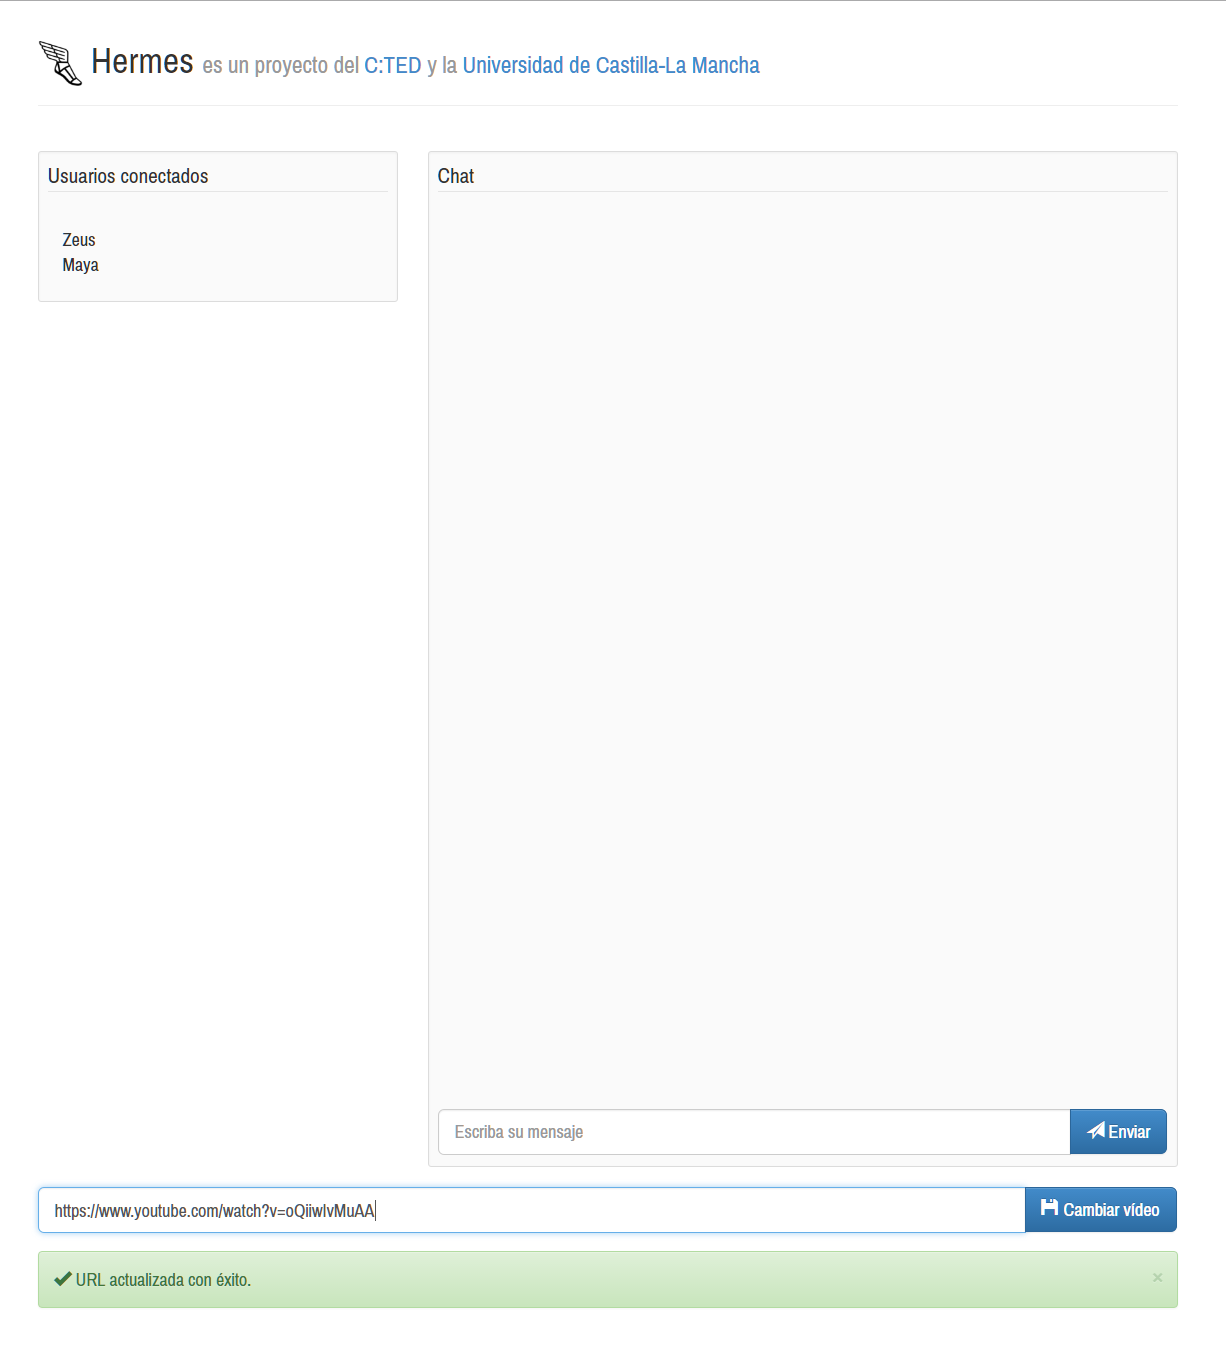 Hermes es un proyecto del C:TED y la Universidad de Castilla-La Mancha
Usuarios conectados
Zeus
Maya
Chat
Escriba su mensaje
Enviar
https://www.youtube.com/watch?v=oQiiwIvMuAA
Cambiar vídeo
URL actualizada con éxito.
×